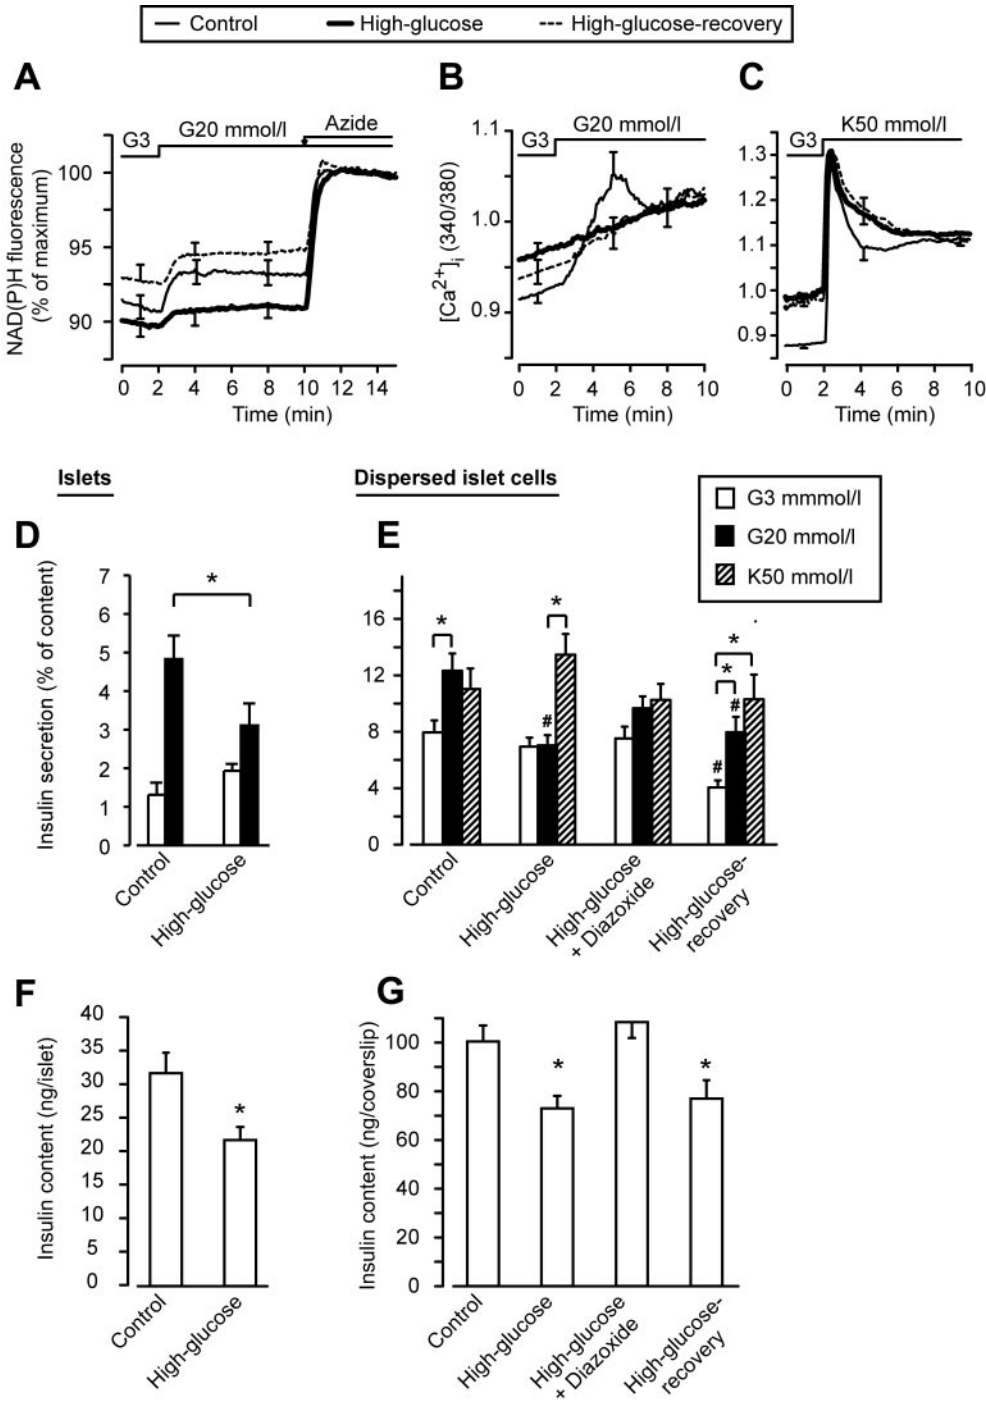 Control High-glucose High-glucose-recovery
A
G3 G20 mmol/l Azide
NAD(P)H fluorescence
(% of maximum)
100
95
90
0 2 4 6 8 10 12 14
Time (min)
B
G3 G20 mmol/l
[Ca2+]i (340/380)
1.1
1.0
0.9
0 2 4 6 8 10
Time (min)
C
G3 K50 mmol/l
1.3
1.2
1.1
1.0
0.9
0 2 4 6 8 10
Time (min)
Islets
Dispersed islet cells
G3 mmmol/l
G20 mmol/l
K50 mmol/l
D
Insulin secretion (% of content)
7
6
5
4
3
2
1
0
*
Control
High-glucose
E
16
12
8
4
0
* * * *
# # #
Control
High-glucose
High-glucose
+ Diazoxide
High-glucose-
recovery
F
Insulin content (ng/islet)
40
35
30
25
20
15
10
5
0
*
Control
High-glucose
G
Insulin content (ng/coverslip)
100
80
60
40
20
0
* *
Control
High-glucose
High-glucose
+ Diazoxide
High-glucose-
recovery